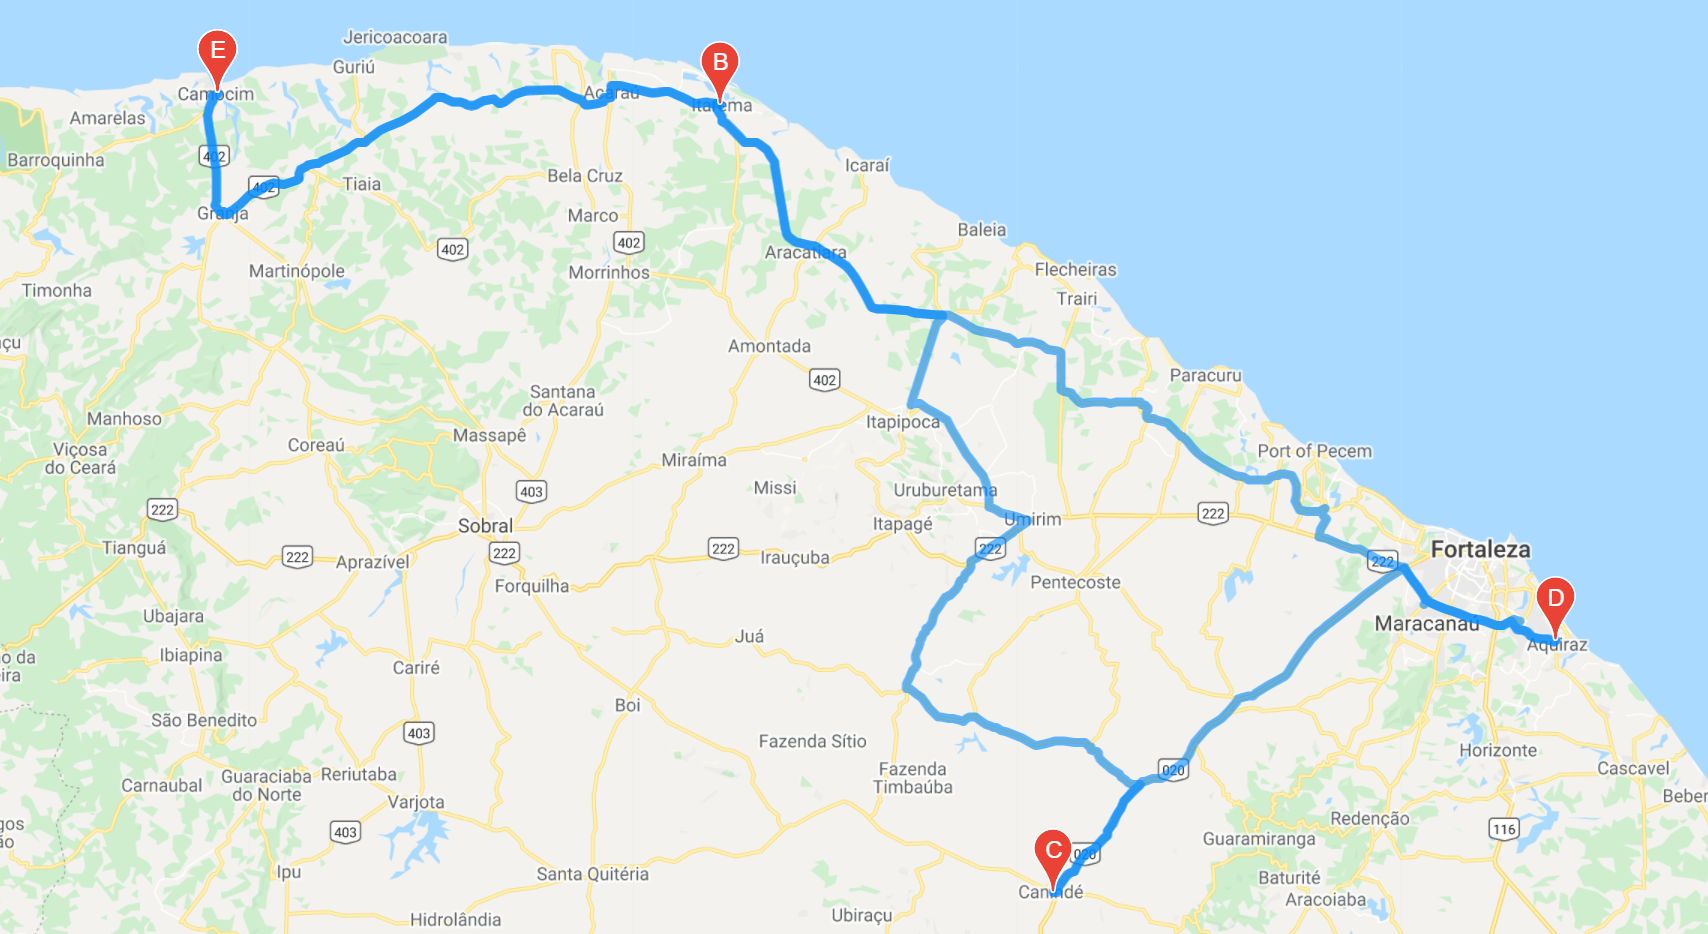 Jericoacoara
E
B
Guriú
Camocim
Acaraú
Itarema
Amarelas
402
Barroquinha
Icaraí
402
Tiaia
Bela Cruz
Granja
Marco
Baleia
402
402
Aracatiara
Martinópole
Morrinhos
Flecheiras
Timonha
Trairi
çu
Amontada
402
Paracuru
Santana
do Acaraú
Manhoso
Itapipoca
Massapê
Coreaú
Viçosa
do Ceará
Port of Pecem
Miraíma
403
Missi
Uruburetama
222
222
Sobral
Itapagé
Umirim
Tianguá
222
Aprazível
222
222
Irauçuba
222
222
Fortaleza
Forquilha
Pentecoste
D
Ubajara
Maracanaú
Juá
Aquiraz
o da
eira
Ibiapina
Cariré
Boi
São Benedito
403
Fazenda Sítio
Horizonte
Carnaubal
Guaraciaba
do Norte
Reriutaba
Fazenda
Timbaúba
020
Cascavel
Varjota
Beber
gos
ão
403
Redenção
116
Guaramiranga
C
020
Ipu
Santa Quitéria
Canindé
Baturité
Aracoiaba
Hidrolândia
Ubiraçu